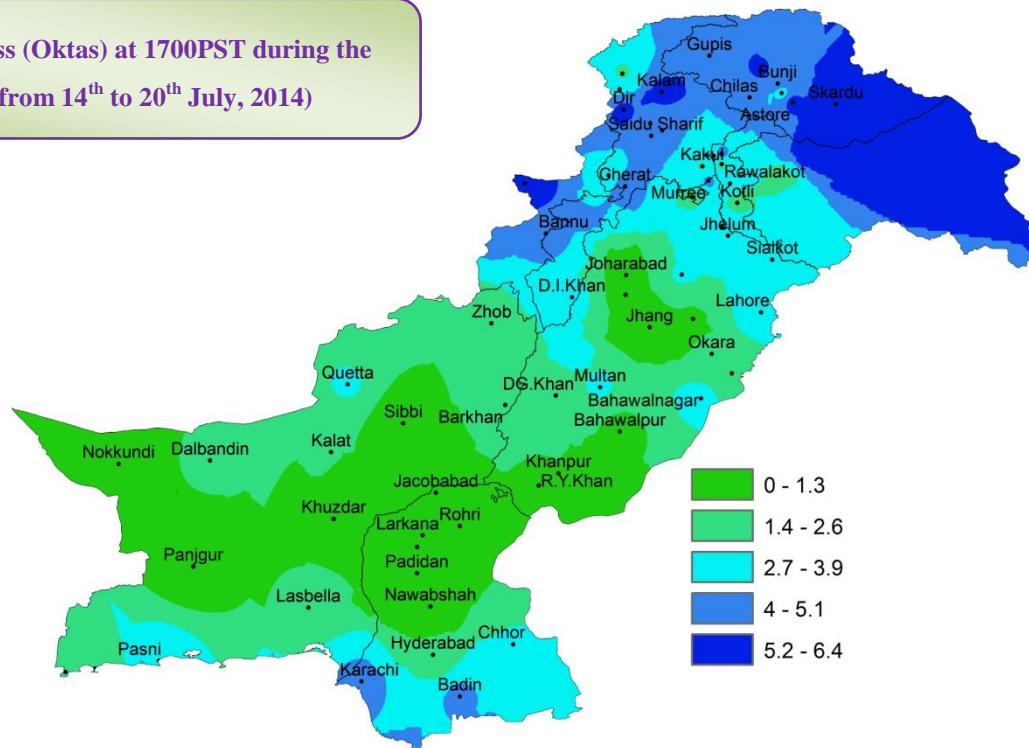 ss (Oktas) at 1700PST during the
from 14th to 20th July, 2014)
Gupis
Bunji
Kalam
Chilas
Skardu
Dir
Astore
Saidu Sharif
Kakul
Gherat
Rawalakot
Murree
Kotli
Bannu
Jhelum
Sialkot
Joharabad
D.I.Khan
Lahore
Zhob
Jhang
Okara
Quetta
DG.Khan
Multan
Sibbi
Barkhan
Bahawalnagar
Bahawalpur
Nokkundi
Dalbandin
Kalat
Khanpur
Jacobabad
R.Y.Khan
Khuzdar
Larkana
Rohri
Panjgur
Padidan
Lasbella
Nawabshah
Pasni
Hyderabad
Chhor
Karachi
Badin
0 - 1.3
1.4 - 2.6
2.7 - 3.9
4 - 5.1
5.2 - 6.4